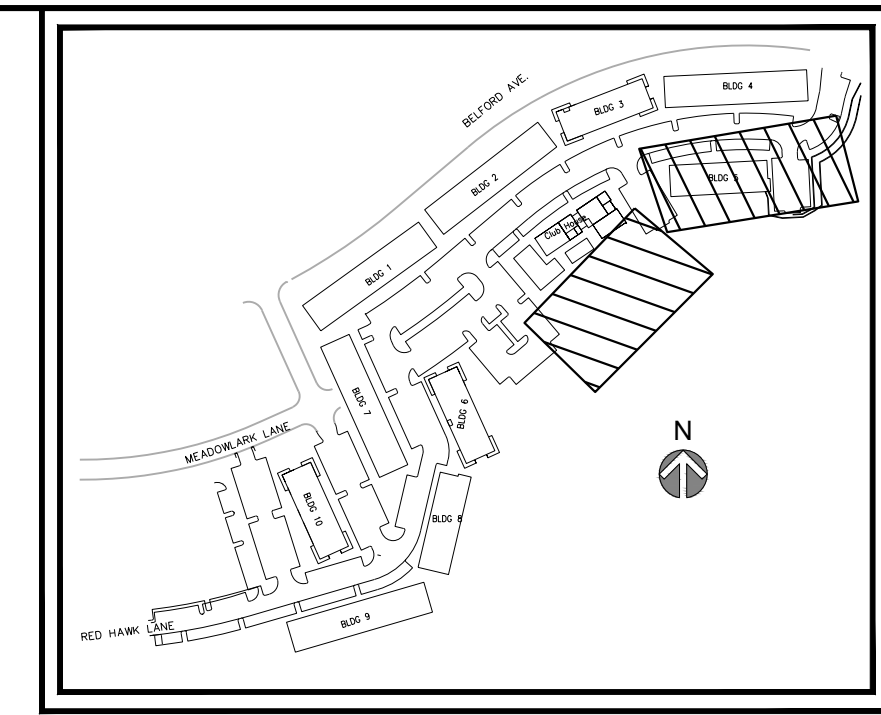 BELFORD AVE.
BLDG 4
BLDG 3
BLDG 2
BLDG 5
Club House
BLDG 1
BLDG 7
BLDG 6
MEADOWLARK LANE
N
BLDG 10
BLDG 8
BLDG 9
RED HAWK LANE